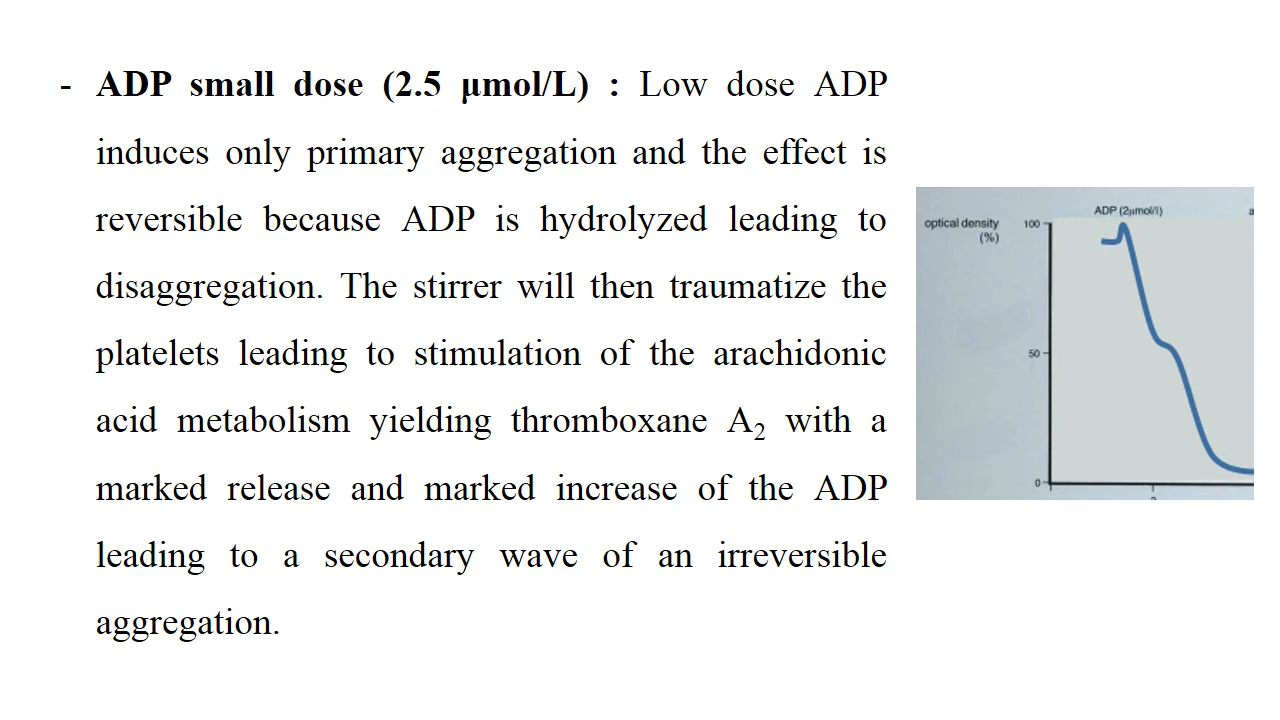 - ADP small dose (2.5 μmol/L) : Low dose ADP
induces only primary aggregation and the effect is
reversible because ADP is hydrolyzed leading to
disaggregation. The stirrer will then traumatize the
platelets leading to stimulation of the arachidonic
acid metabolism yielding thromboxane A₂ with a
marked release and marked increase of the ADP
leading to a secondary wave of an irreversible
aggregation.
ADP (2μmol/l)
optical density
(%)
100
50
0